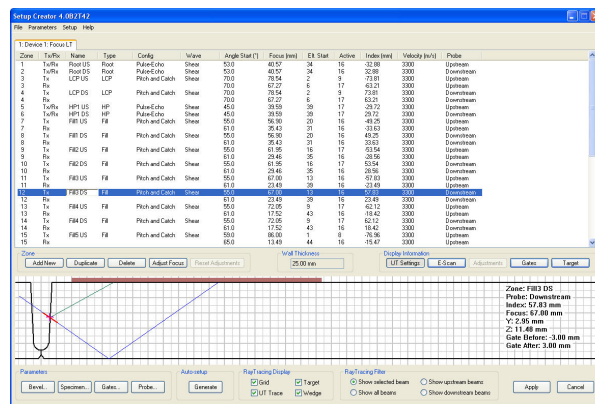 Setup Creator 4.0B2T42
File Parameters Setup Help
1: Device 1: Focus LT
Zone Tx/Rx Name Type Config Wave Angle Start (°) Focus (mm) Elt. Start Active Index (mm) Velocity (m/s) Probe
1 Tx/Rx Root US Root Pulse-Echo Shear 53.0 40.57 34 16 -32.88 3300 Upstream
2 Tx/Rx Root DS Root Pulse-Echo Shear 53.0 40.57 34 16 32.88 3300 Downstream
3 Tx LCP US LCP Pitch and Catch Shear 70.0 78.54 2 9 -73.81 3300 Upstream
3 Rx 70.0 67.27 6 17 -63.21 3300 Upstream
4 Tx LCP DS LCP Pitch and Catch Shear 70.0 78.54 2 9 73.81 3300 Downstream
4 Rx 70.0 67.27 6 17 63.21 3300 Downstream
5 Tx/Rx HP1 US HP Pulse-Echo Shear 45.0 39.59 39 17 -29.72 3300 Upstream
6 Tx/Rx HP1 DS HP Pulse-Echo Shear 45.0 39.59 39 17 29.72 3300 Downstream
7 Tx Fill1 US Fill Pitch and Catch Shear 55.0 56.90 20 16 -49.25 3300 Upstream
7 Rx 61.0 35.43 31 16 -33.63 3300 Upstream
8 Tx Fill1 DS Fill Pitch and Catch Shear 55.0 56.90 20 16 49.25 3300 Downstream
8 Rx 61.0 35.43 31 16 33.63 3300 Downstream
9 Tx Fill2 US Fill Pitch and Catch Shear 55.0 61.95 16 16 -53.54 3300 Upstream
9 Rx 61.0 29.46 35 16 -28.56 3300 Upstream
10 Tx Fill2 DS Fill Pitch and Catch Shear 55.0 61.95 16 16 53.54 3300 Downstream
10 Rx 61.0 29.46 35 16 28.56 3300 Downstream
11 Tx Fill3 US Fill Pitch and Catch Shear 55.0 67.00 13 16 -57.83 3300 Upstream
11 Rx 61.0 23.49 39 16 -23.49 3300 Upstream
12 Tx Fill3 DS Fill Pitch and Catch Shear 55.0 67.00 13 16 57.83 3300 Downstream
12 Rx 61.0 23.49 39 16 23.49 3300 Downstream
13 Tx Fill4 US Fill Pitch and Catch Shear 55.0 72.05 9 17 -62.12 3300 Upstream
13 Rx 61.0 17.52 43 16 -18.42 3300 Upstream
14 Tx Fill4 DS Fill Pitch and Catch Shear 55.0 72.05 9 17 62.12 3300 Downstream
14 Rx 61.0 17.52 43 16 18.42 3300 Downstream
15 Tx Fill5 US Fill Pitch and Catch Shear 59.0 86.00 1 8 -76.96 3300 Upstream
15 Rx 65.0 13.49 44 16 -15.47 3300 Upstream
Zone Wall Thickness Display Information
Add New Duplicate Delete Adjust Focus Reset Adjustments 25.00 mm UT Settings E-Scan Adjustments Gates Target
Zone: Fill3 DS
Probe: Downstream
Index: 57.83 mm
Focus: 67.00 mm
Y: 2.95 mm
Z: 11.48 mm
Gate Before: -3.00 mm
Gate After: 3.00 mm
Parameters Auto-setup RayTracing Display RayTracing Filter
Bevel... Specimen... Gates... Probe... Generate Grid Target Show selected beam Show upstream beams Apply Cancel
UT Trace Wedge Show all beams Show downstream beams